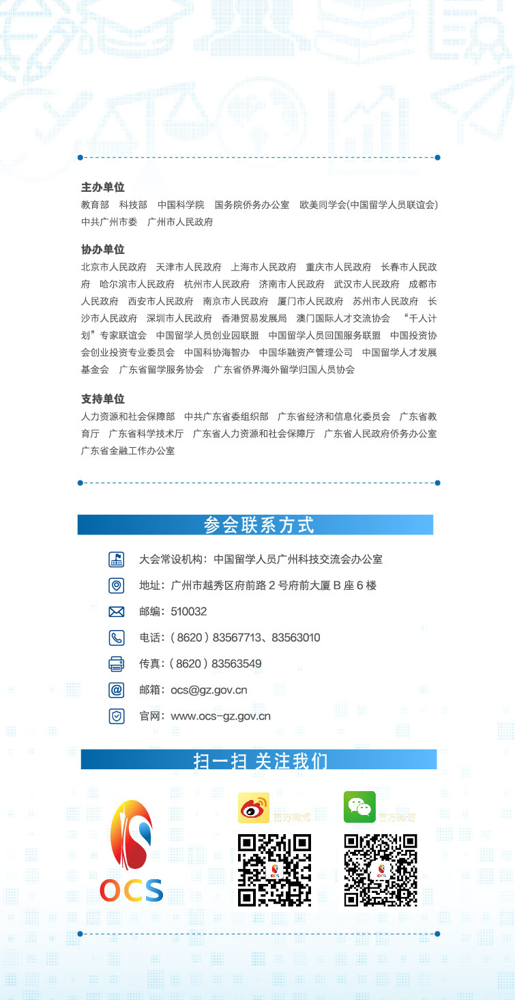 主办单位
教育部 科技部 中国科学院 国务院侨务办公室 欧美同学会(中国留学人员联谊会)
中共广州市委 广州市人民政府
协办单位
北京市人民政府 天津市人民政府 上海市人民政府 重庆市人民政府 长春市人民政
府 哈尔滨市人民政府 杭州市人民政府 济南市人民政府 武汉市人民政府 成都市
人民政府 西安市人民政府 南京市人民政府 厦门市人民政府 苏州市人民政府 长
沙市人民政府 深圳市人民政府 香港贸易发展局 澳门国际人才交流协会 “千人计
划”专家联谊会 中国留学人员创业园联盟 中国留学人员回国服务联盟 中国投资协
会创业投资专业委员会 中国科协海智办 中国华融资产管理公司 中国留学人才发展
基金会 广东省留学服务协会 广东省侨界海外留学归国人员协会
支持单位
人力资源和社会保障部 中共广东省委组织部 广东省经济和信息化委员会 广东省教
育厅 广东省科学技术厅 广东省人力资源和社会保障厅 广东省人民政府侨务办公室
广东省金融工作办公室
参会联系方式
大会常设机构：中国留学人员广州科技交流会办公室
地址：广州市越秀区府前路 2 号府前大厦 B 座 6 楼
邮编：510032
电话：（8620）83567713、83563010
传真：（8620）83563549
邮箱：ocs@gz.gov.cn
官网：www.ocs-gz.gov.cn
扫一扫 关注我们
官方微博
官方微信
OCS
OCS
OCS